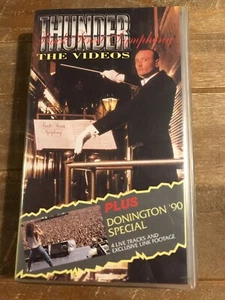 THUNDER
THE VIDEOS
PLUS
DONINGTON '90
SPECIAL
4 LIVE TRACKS AND
EXCLUSIVE LINK FOOTAGE